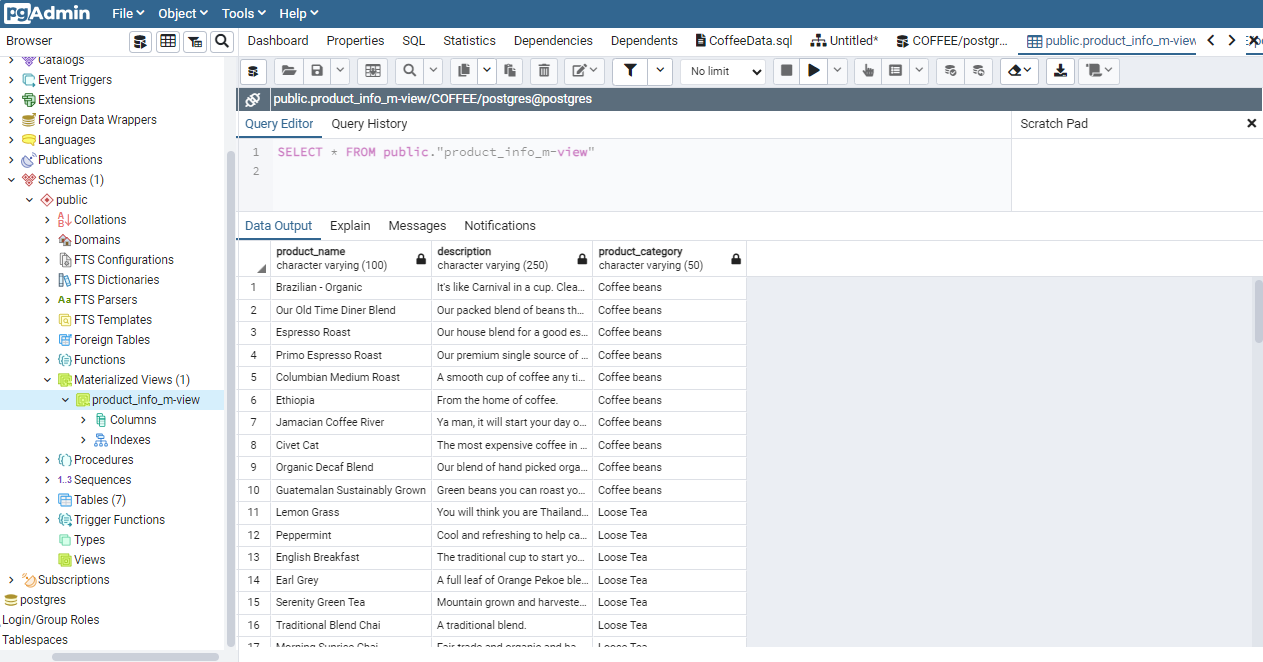 pgAdmin File Object Tools Help
Browser Dashboard Properties SQL Statistics Dependencies Dependents CoffeeData.sql Untitled* COFFEE/postgr... public.product_info_m-view
Catalogs
Event Triggers
Extensions
Foreign Data Wrappers
Languages
Publications
Schemas (1)
public
Collations
Domains
FTS Configurations
FTS Dictionaries
Aa FTS Parsers
FTS Templates
Foreign Tables
Functions
Materialized Views (1)
product_info_m-view
Columns
Indexes
Procedures
1..3 Sequences
Tables (7)
Trigger Functions
Types
Views
Subscriptions
postgres
Login/Group Roles
Tablespaces
No limit
public.product_info_m-view/COFFEE/postgres@postgres
Query Editor Query History Scratch Pad
1 SELECT * FROM public."product_info_m-view"
2
Data Output Explain Messages Notifications
product_name description product_category
character varying (100) character varying (250) character varying (50)
1 Brazilian - Organic It's like Carnival in a cup. Clea... Coffee beans
2 Our Old Time Diner Blend Our packed blend of beans th... Coffee beans
3 Espresso Roast Our house blend for a good es... Coffee beans
4 Primo Espresso Roast Our premium single source of ... Coffee beans
5 Columbian Medium Roast A smooth cup of coffee any ti... Coffee beans
6 Ethiopia From the home of coffee. Coffee beans
7 Jamacian Coffee River Ya man, it will start your day o... Coffee beans
8 Civet Cat The most expensive coffee in ... Coffee beans
9 Organic Decaf Blend Our blend of hand picked orga... Coffee beans
10 Guatemalan Sustainably Grown Green beans you can roast yo... Coffee beans
11 Lemon Grass You will think you are Thailand... Loose Tea
12 Peppermint Cool and refreshing to help ca... Loose Tea
13 English Breakfast The traditional cup to start yo... Loose Tea
14 Earl Grey A full leaf of Orange Pekoe ble... Loose Tea
15 Serenity Green Tea Mountain grown and harveste... Loose Tea
16 Traditional Blend Chai A traditional blend. Loose Tea
17 Morning Sunrise Chai Fair trade and organic and ha... Loose Tea